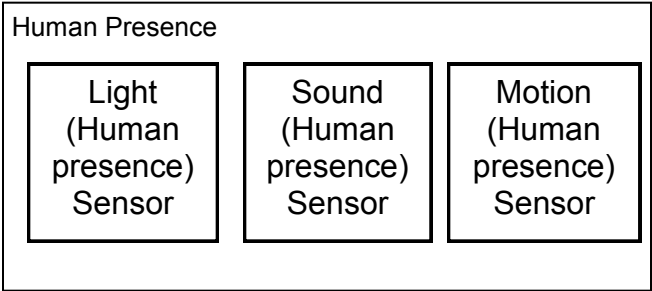 Human Presence
Light
(Human
presence)
Sensor
Sound
(Human
presence)
Sensor
Motion
(Human
presence)
Sensor